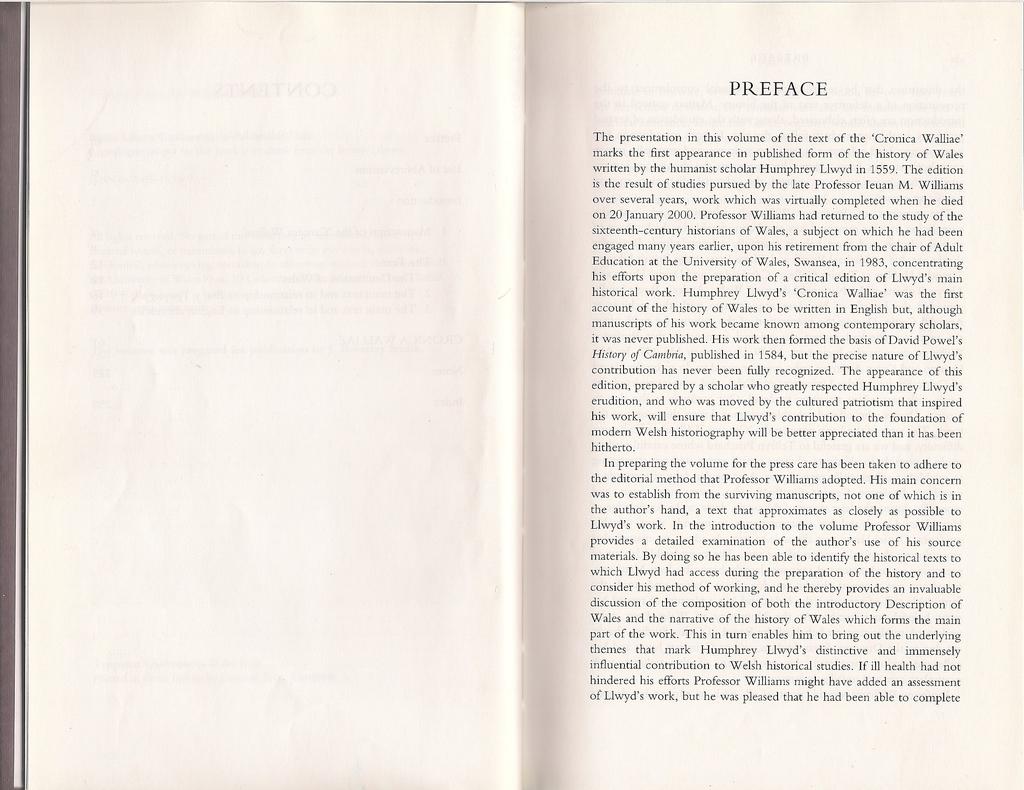 PREFACE
The presentation in this volume of the text of the ‘Cronica Walliae’
marks the first appearance in published form of the history of Wales
written by the humanist scholar Humphrey Llwyd in 1559. The edition
is the result of studies pursued by the late Professor Ieuan M. Williams
over several years, work which was virtually completed when he died
on 20 January 2000. Professor Williams had returned to the study of the
sixteenth-century historians of Wales, a subject on which he had been
engaged many years earlier, upon his retirement from the chair of Adult
Education at the University of Wales, Swansea, in 1983, concentrating
his efforts upon the preparation of a critical edition of Llwyd's main
historical work. Humphrey Llwyd's ‘Cronica Walliae’ was the first
account of the history of Wales to be written in English but, although
manuscripts of his work became known among contemporary scholars,
it was never published. His work then formed the basis of David Powel's
History of Cambria, published in 1584, but the precise nature of Llwyd's
contribution has never been fully recognized. The appearance of this
edition, prepared by a scholar who greatly respected Humphrey Llwyd's
erudition, and who was moved by the cultured patriotism that inspired
his work, will ensure that Llwyd's contribution to the foundation of
modern Welsh historiography will be better appreciated than it has been
hitherto.
In preparing the volume for the press care has been taken to adhere to
the editorial method that Professor Williams adopted. His main concern
was to establish from the surviving manuscripts, not one of which is in
the author's hand, a text that approximates as closely as possible to
Llwyd's work. In the introduction to the volume Professor Williams
provides a detailed examination of the author's use of his source
materials. By doing so he has been able to identify the historical texts to
which Llwyd had access during the preparation of the history and to
consider his method of working, and he thereby provides an invaluable
discussion of the composition of both the introductory Description of
Wales and the narrative of the history of Wales which forms the main
part of the work. This in turn enables him to bring out the underlying
themes that mark Humphrey Llwyd's distinctive and immensely
influential contribution to Welsh historical studies. If ill health had not
hindered his efforts Professor Williams might have added an assessment
of Llwyd's work, but he was pleased that he had been able to complete